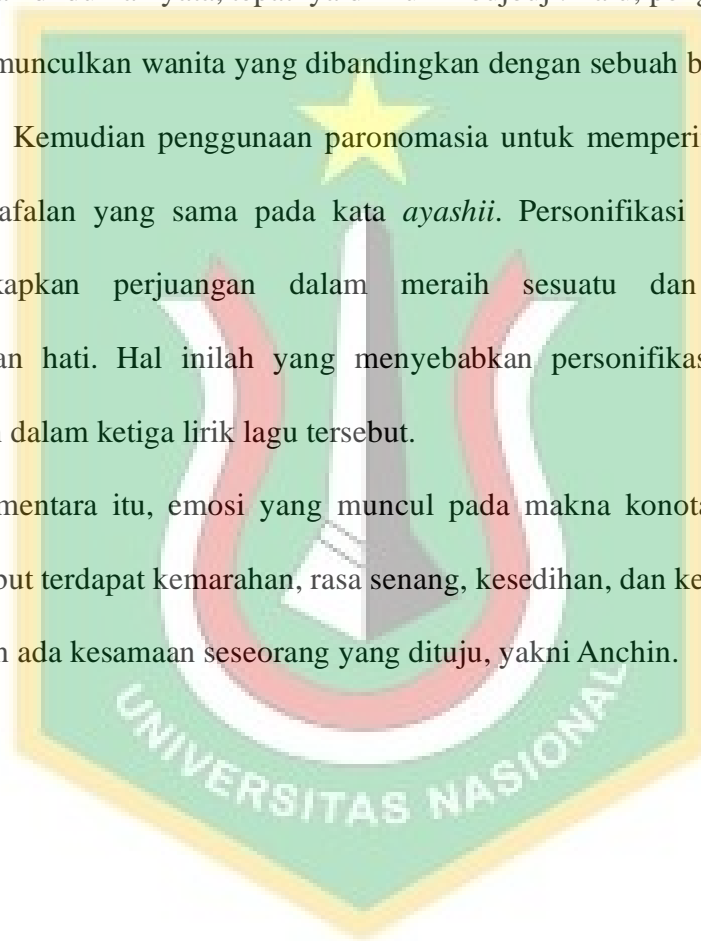 munculkan wanita yang dibandingkan dengan sebuah b
Kemudian penggunaan paronomasia untuk memperi
afalan yang sama pada kata ayashii. Personifikasi
kapkan perjuangan dalam meraih sesuatu dan
an hati. Hal inilah yang menyebabkan personifikas
dalam ketiga lirik lagu tersebut.
mentara itu, emosi yang muncul pada makna konota
but terdapat kemarahan, rasa senang, kesedihan, dan ke
ada kesamaan seseorang yang dituju, yakni Anchin.
UNIVERSITAS NASIONAL